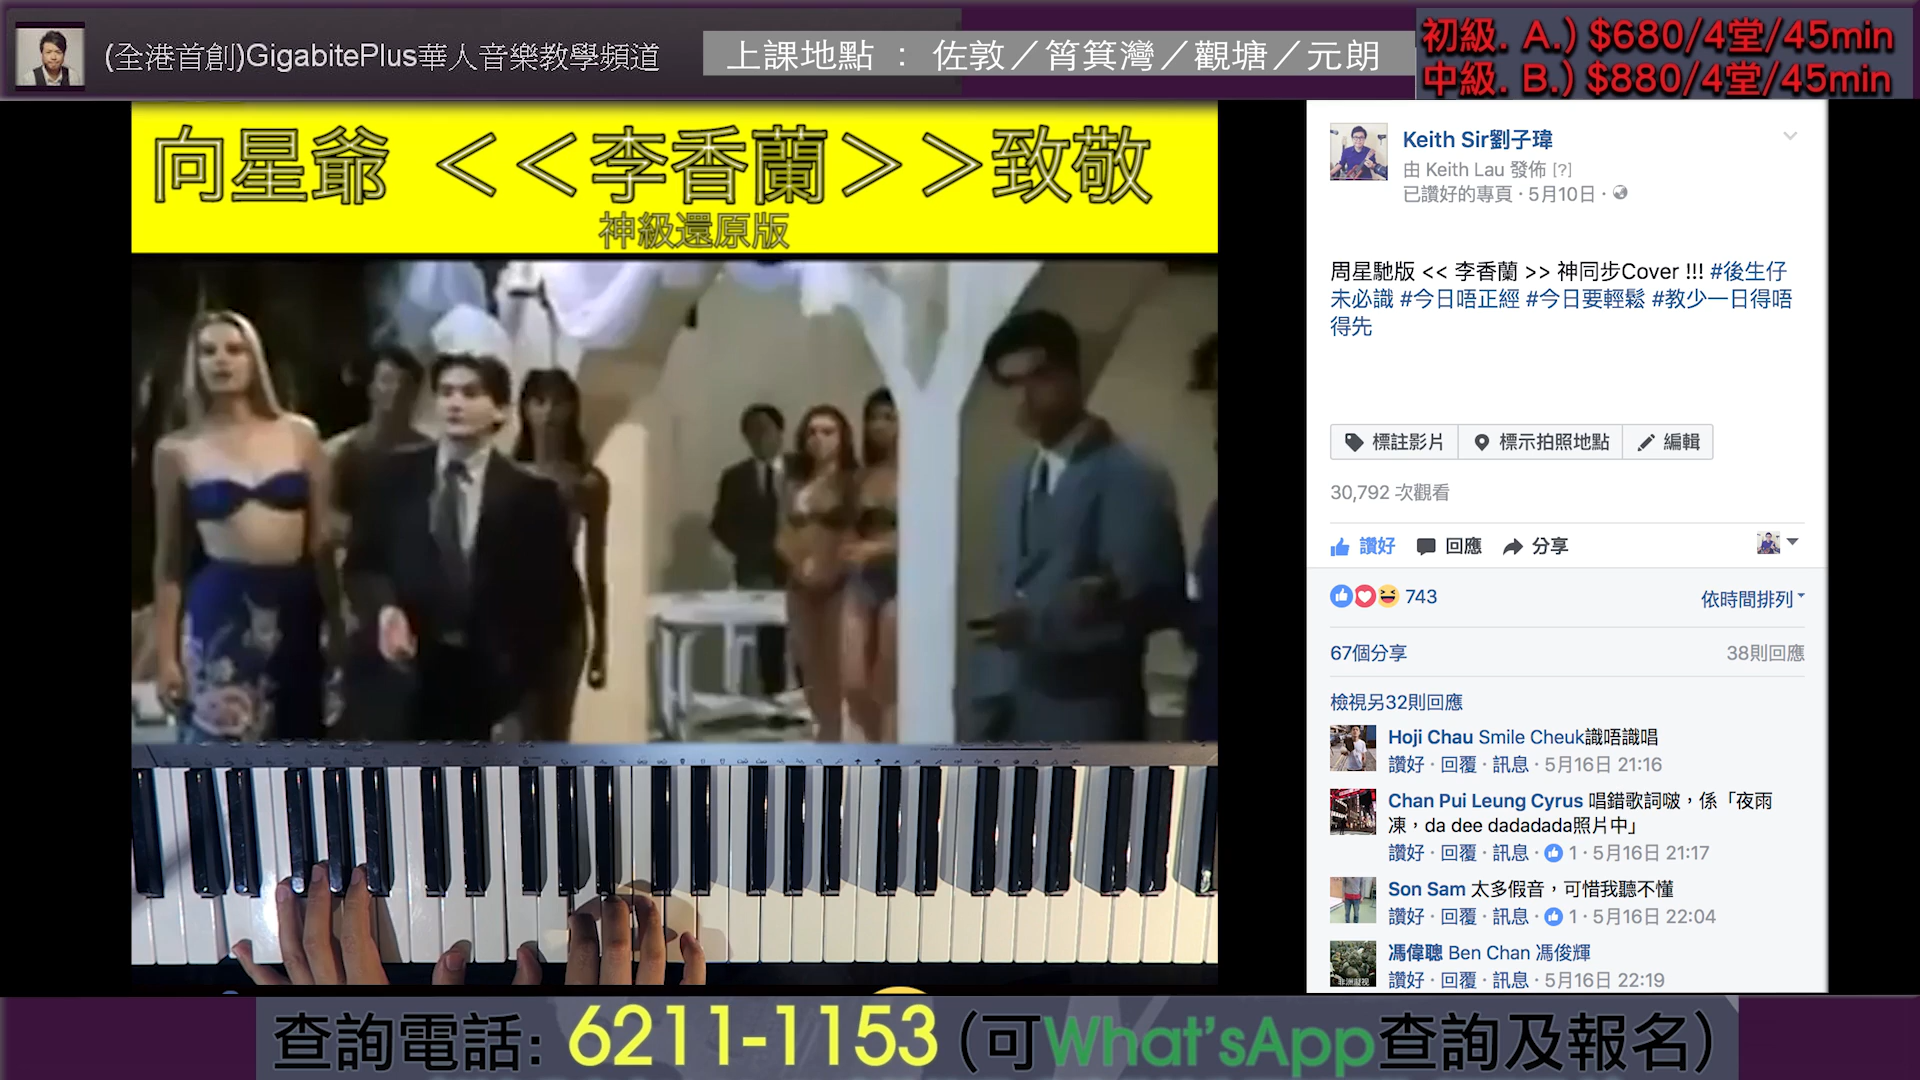 (全港首創)GigabitePlus華人音樂教學頻道
上課地點 ： 佐敦／筲箕灣／觀塘／元朗
初級. A.) $680/4堂/45min
中級. B.) $880/4堂/45min
向星爺 <<李香蘭>>致敬
神級還原版
Keith Sir劉子瑋
由 Keith Lau 發佈 [?]
已讚好的專頁 · 5月10日 ·
周星馳版 << 李香蘭 >> 神同步Cover !!! #後生仔
未必識 #今日唔正經 #今日要輕鬆 #教少一日得唔
得先
標註影片 標示拍照地點 編輯
30,792 次觀看
讚好 回應 分享
743 依時間排列
67個分享 38則回應
檢視另32則回應
Hoji Chau Smile Cheuk識唔識唱
讚好 · 回覆 · 訊息 · 5月16日 21:16
Chan Pui Leung Cyrus 唱錯歌詞啵，係「夜雨
凍，da dee dadadada照片中」
讚好 · 回覆 · 訊息 · 1 · 5月16日 21:17
Son Sam 太多假音，可惜我聽不懂
讚好 · 回覆 · 訊息 · 1 · 5月16日 22:04
馮偉聰 Ben Chan 馮俊輝
讚好 · 回覆 · 訊息 · 5月16日 22:19
查詢電話: 6211-1153 (可What'sApp查詢及報名)